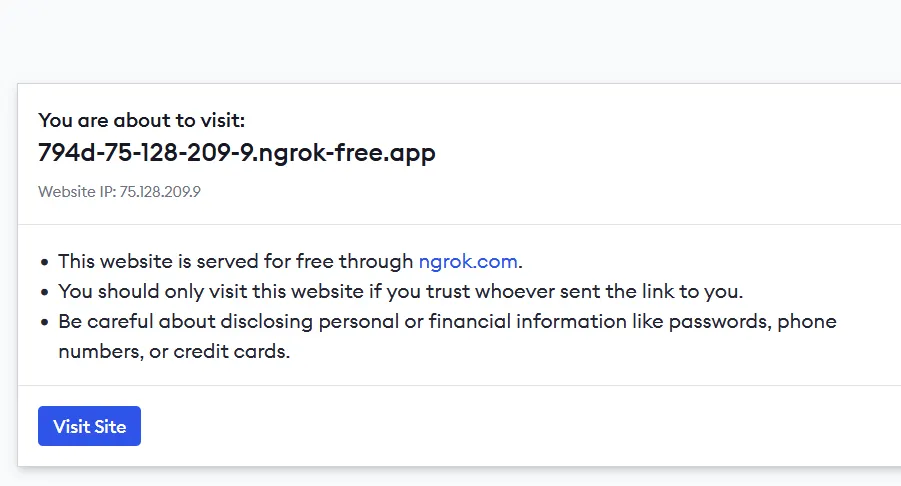 You are about to visit:
794d-75-128-209-9.ngrok-free.app
Website IP: 75.128.209.9
• This website is served for free through ngrok.com.
• You should only visit this website if you trust whoever sent the link to you.
• Be careful about disclosing personal or financial information like passwords, phone
numbers, or credit cards.
Visit Site